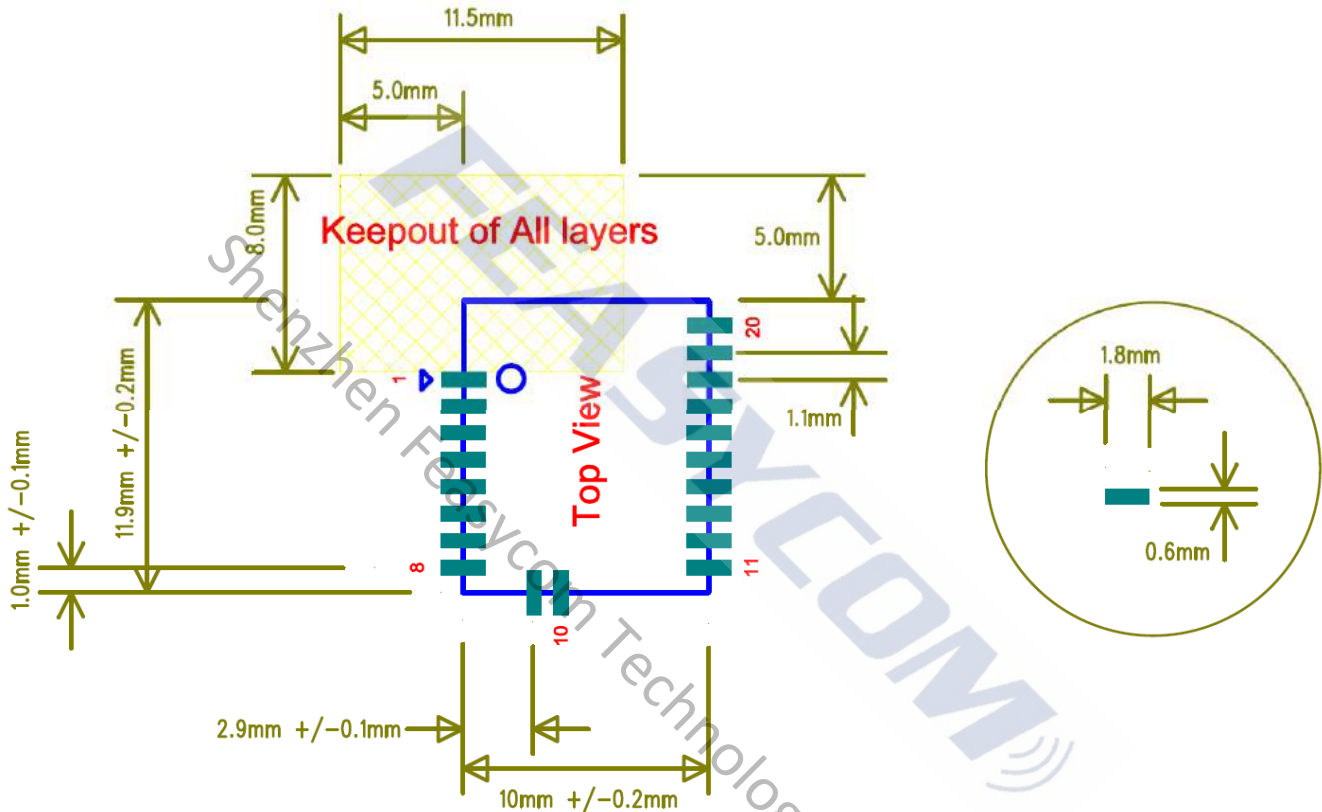 11.5mm
5.0mm
8.0mm
Keepout of All layers
5.0mm
11.9mm +/-0.2mm
1
20
Top View
1.1mm
1.8mm
0.6mm
1.0mm +/-0.1mm
8
11
10
2.9mm +/-0.1mm
10mm +/-0.2mm
FEASYCOM
Shenzhen Feasycom Technolog